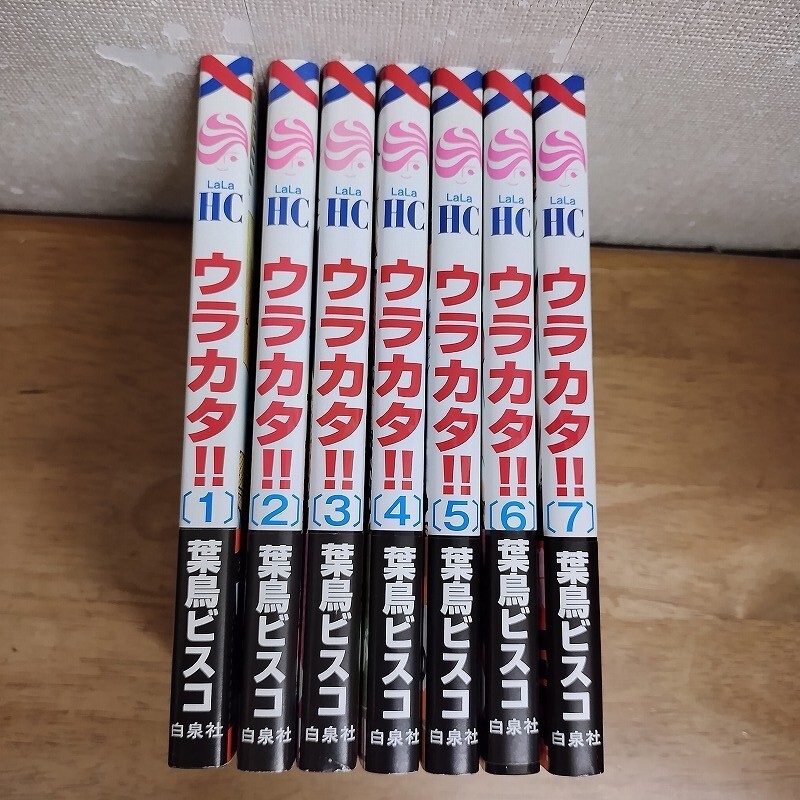 LaLa
HC
ウラカタ!!
〔1〕
葉鳥ビスコ
白泉社
LaLa
HC
ウラカタ!!
〔2〕
葉鳥ビスコ
白泉社
LaLa
HC
ウラカタ!!
〔3〕
葉鳥ビスコ
白泉社
LaLa
HC
ウラカタ!!
〔4〕
葉鳥ビスコ
白泉社
LaLa
HC
ウラカタ!!
〔5〕
葉鳥ビスコ
白泉社
LaLa
HC
ウラカタ!!
〔6〕
葉鳥ビスコ
白泉社
LaLa
HC
ウラカタ!!
〔7〕
葉鳥ビスコ
白泉社